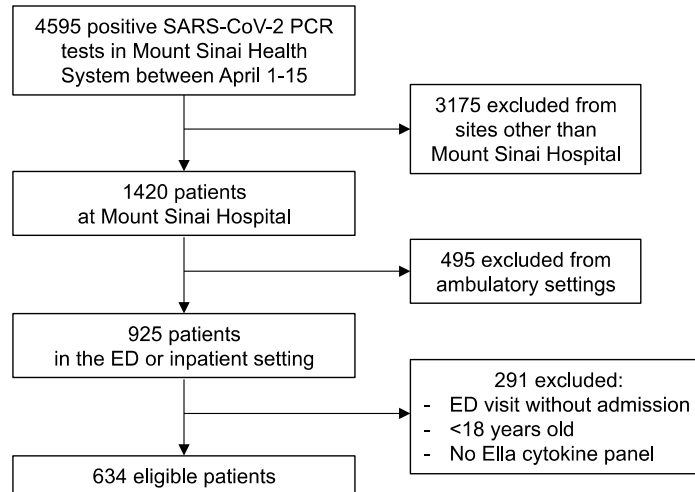 4595 positive SARS-CoV-2 PCR
tests in Mount Sinai Health
System between April 1-15
3175 excluded from
sites other than
Mount Sinai Hospital
1420 patients
at Mount Sinai Hospital
495 excluded from
ambulatory settings
925 patients
in the ED or inpatient setting
291 excluded:
- ED visit without admission
- <18 years old
- No Ella cytokine panel
634 eligible patients